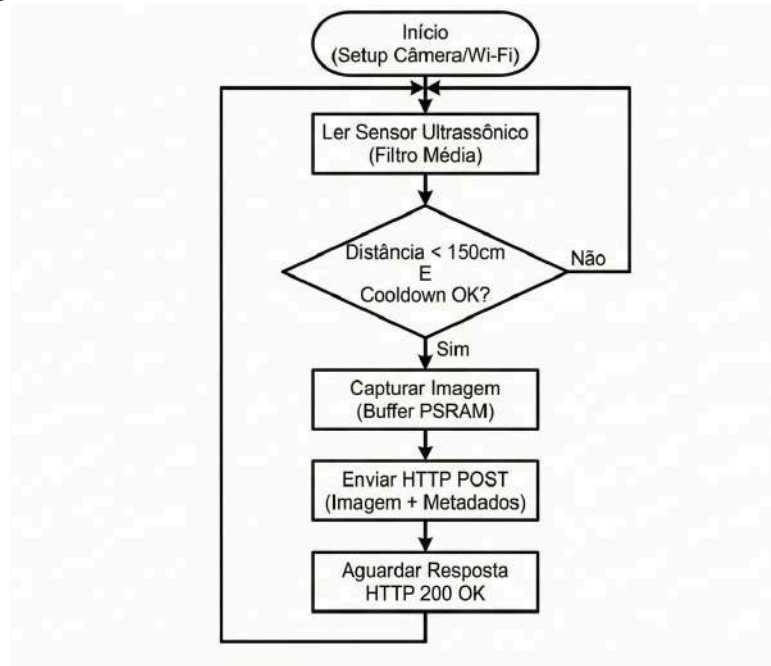 Início
(Setup Câmera/Wi-Fi)
Ler Sensor Ultrassônico
(Filtro Média)
Distância < 150cm
E
Cooldown OK?
Não
Sim
Capturar Imagem
(Buffer PSRAM)
Enviar HTTP POST
(Imagem + Metadados)
Aguardar Resposta
HTTP 200 OK